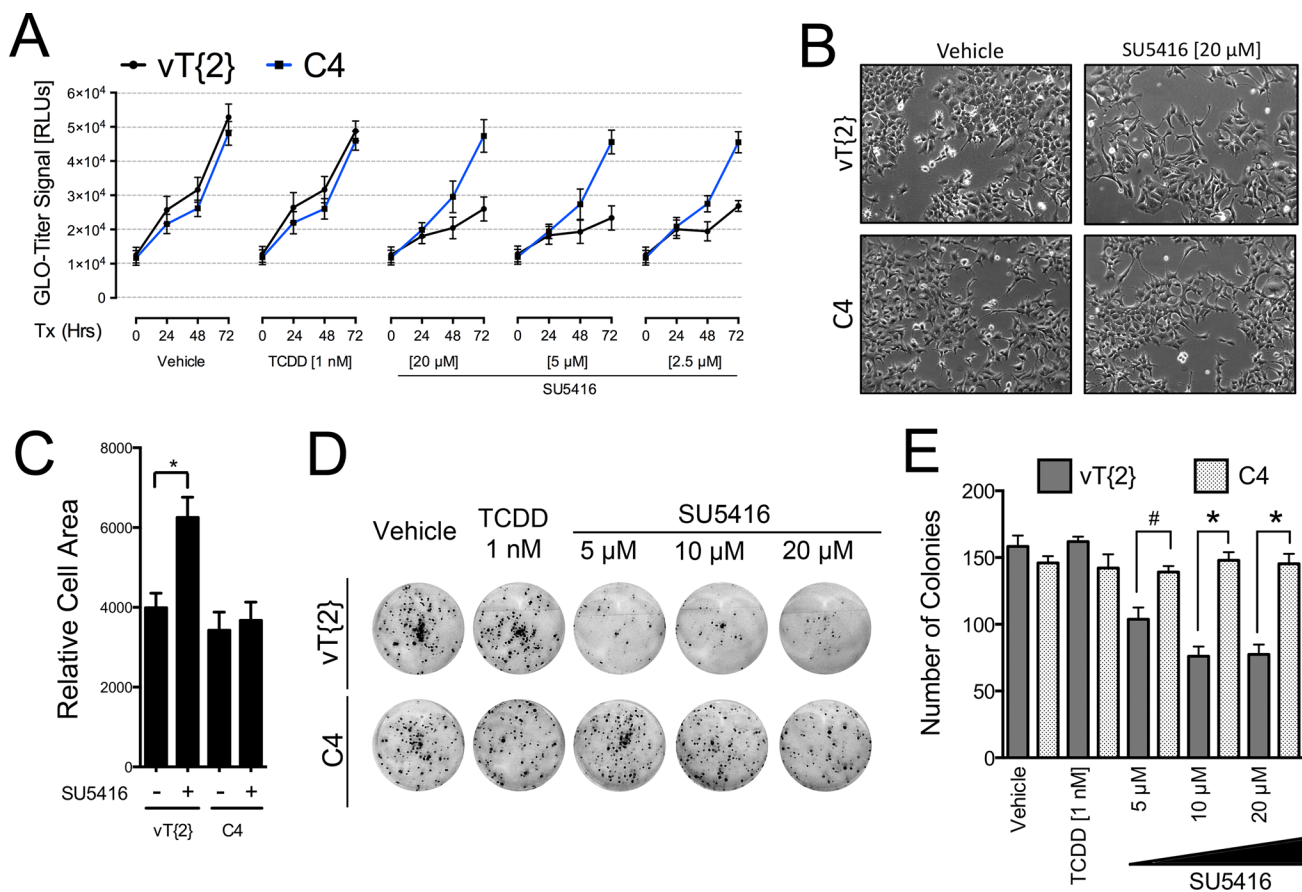 A
vT{2} C4
GLO-Titer Signal [RLUs]
6×10⁴
5×10⁴
4×10⁴
3×10⁴
2×10⁴
1×10⁴
0
Tx (Hrs) 0 24 48 72 0 24 48 72 0 24 48 72 0 24 48 72 0 24 48 72
Vehicle TCDD [1 nM] [20 µM] [5 µM] [2.5 µM]
SU5416
B
Vehicle SU5416 [20 µM]
vT{2}
C4
C
Relative Cell Area
8000
6000
4000
2000
0
*
SU5416 - + - +
vT{2} C4
D
Vehicle TCDD 1 nM
SU5416
5 µM 10 µM 20 µM
vT{2}
C4
E
vT{2} C4
Number of Colonies
200
150
100
50
0
# * *
Vehicle
TCDD [1 nM]
5 µM
10 µM
20 µM
SU5416